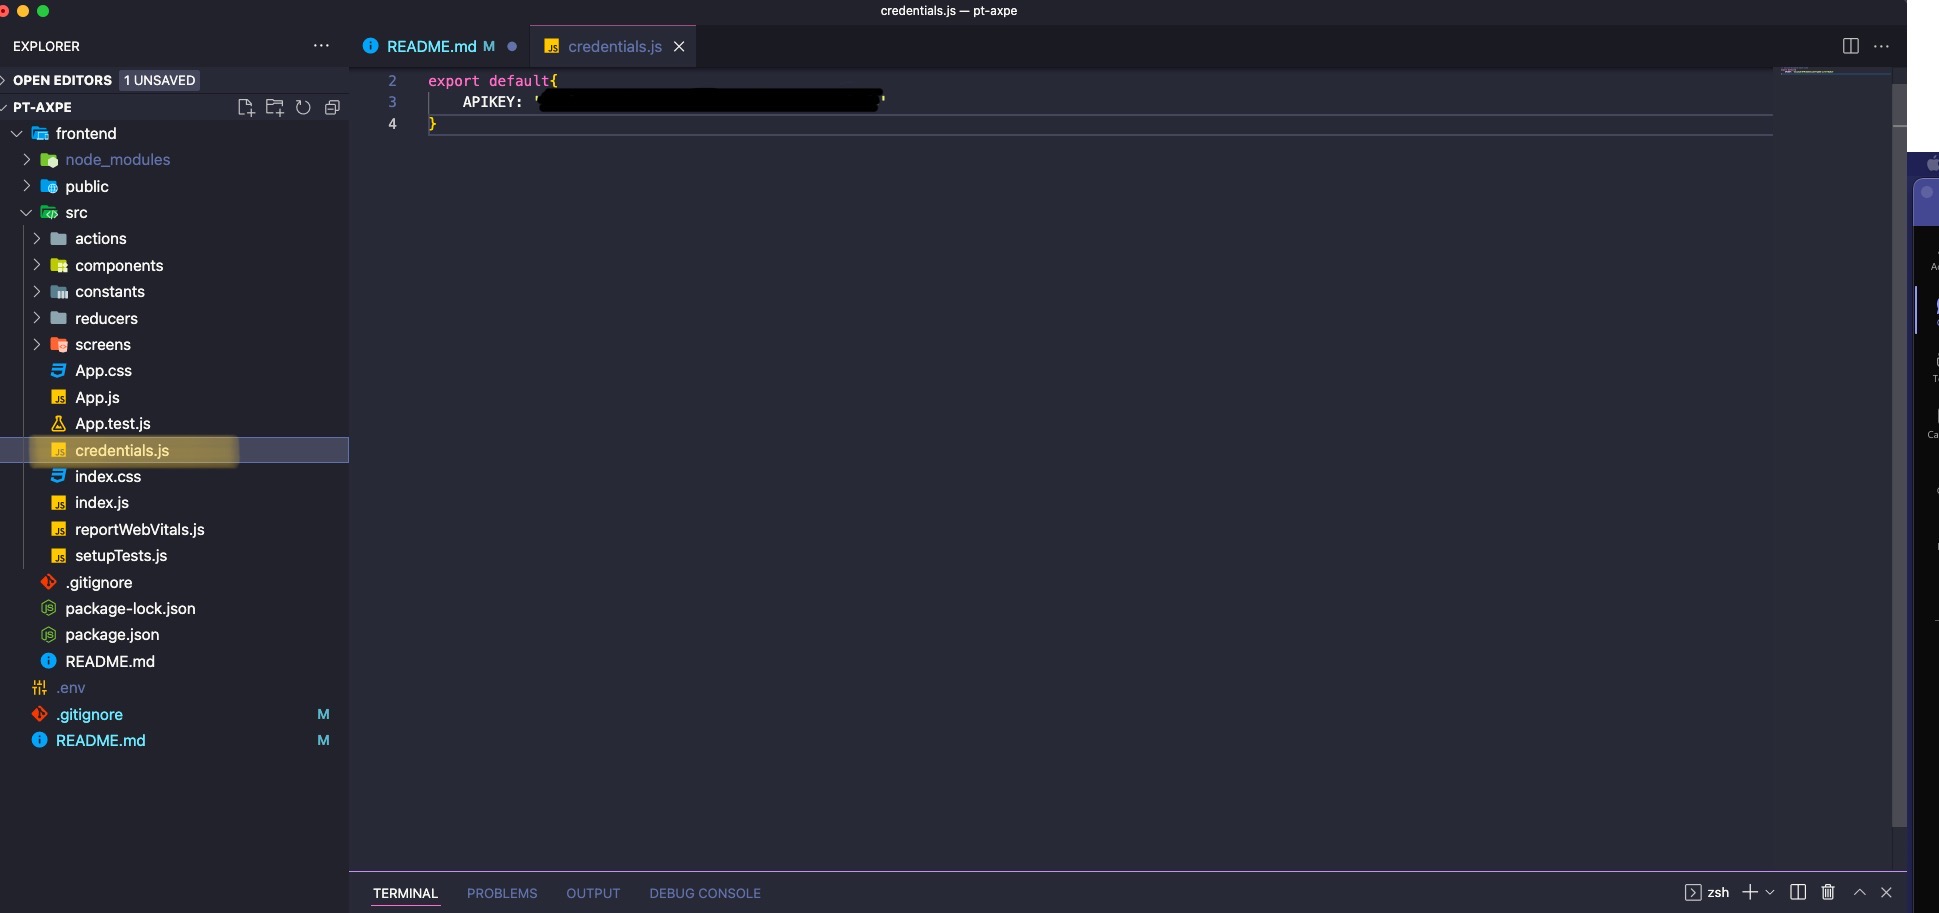 credentials.js — pt-axpe
EXPLORER
README.md M
credentials.js
OPEN EDITORS 1 UNSAVED
PT-AXPE
frontend
node_modules
public
src
actions
components
constants
reducers
screens
App.css
App.js
App.test.js
credentials.js
index.css
index.js
reportWebVitals.js
setupTests.js
.gitignore
package-lock.json
package.json
README.md
.env
.gitignore M
README.md M
2 export default{
3 APIKEY: ' '
4 }
TERMINAL PROBLEMS OUTPUT DEBUG CONSOLE
zsh